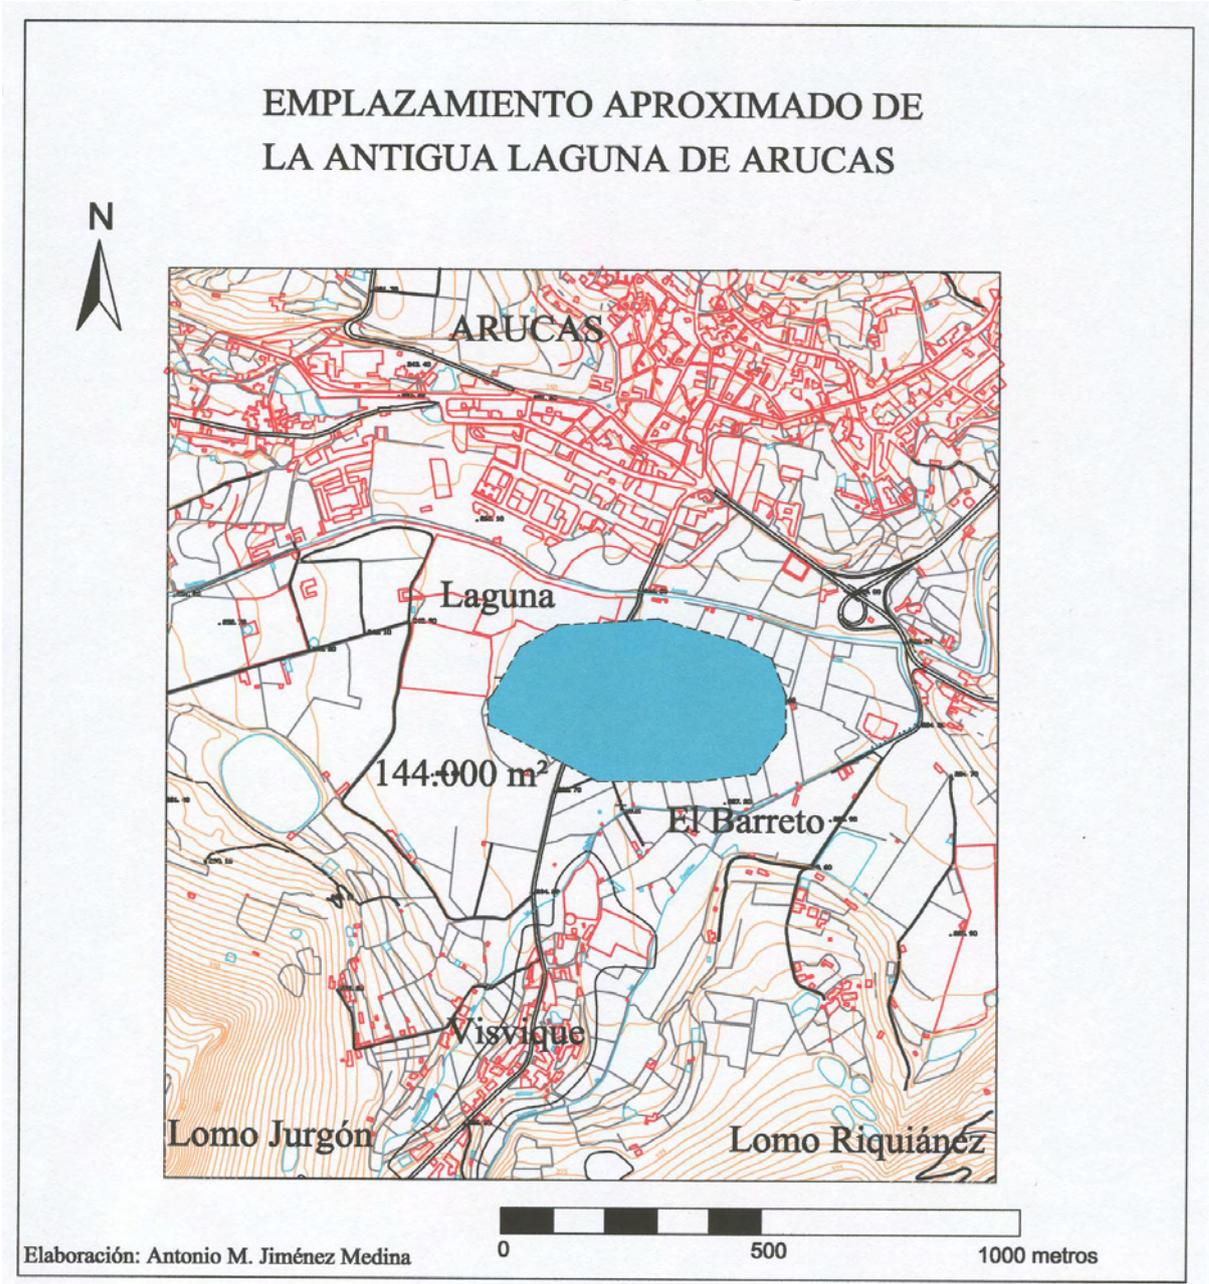 EMPLAZAMIENTO APROXIMADO DE
LA ANTIGUA LAGUNA DE ARUCAS
N
ARUCAS
Laguna
144.000 m²
El Barreto
Visvique
Lomo Jurgón
Lomo Riquiánez
0
500
1000 metros
Elaboración: Antonio M. Jiménez Medina